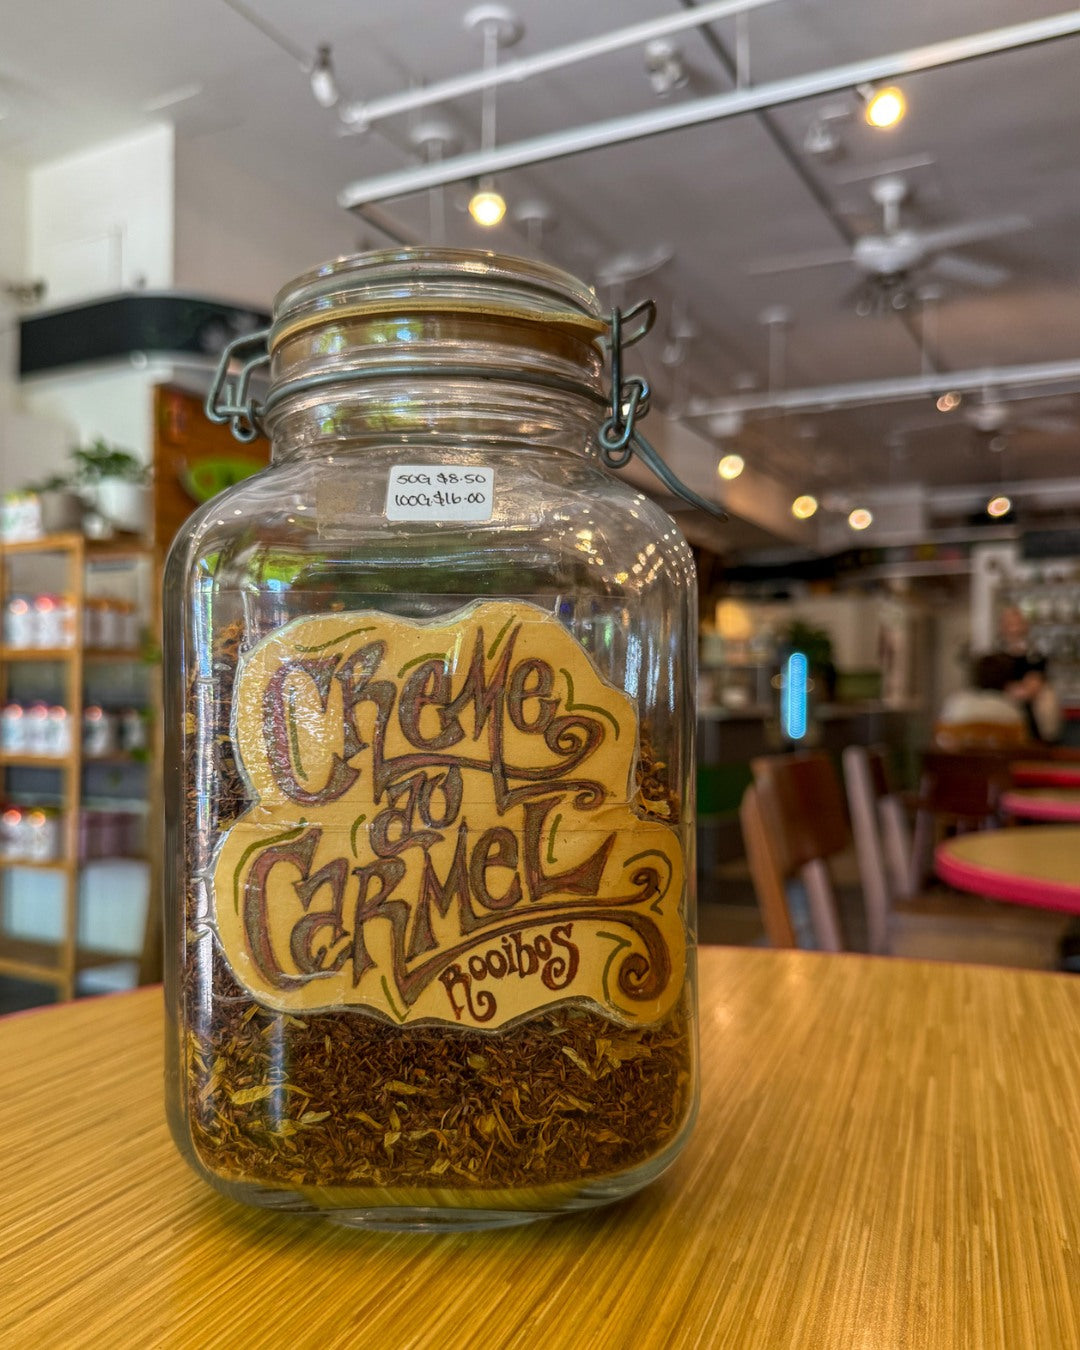 50G $8.50
100G $16.00
CReMe
au
CARMeL
Rooibos